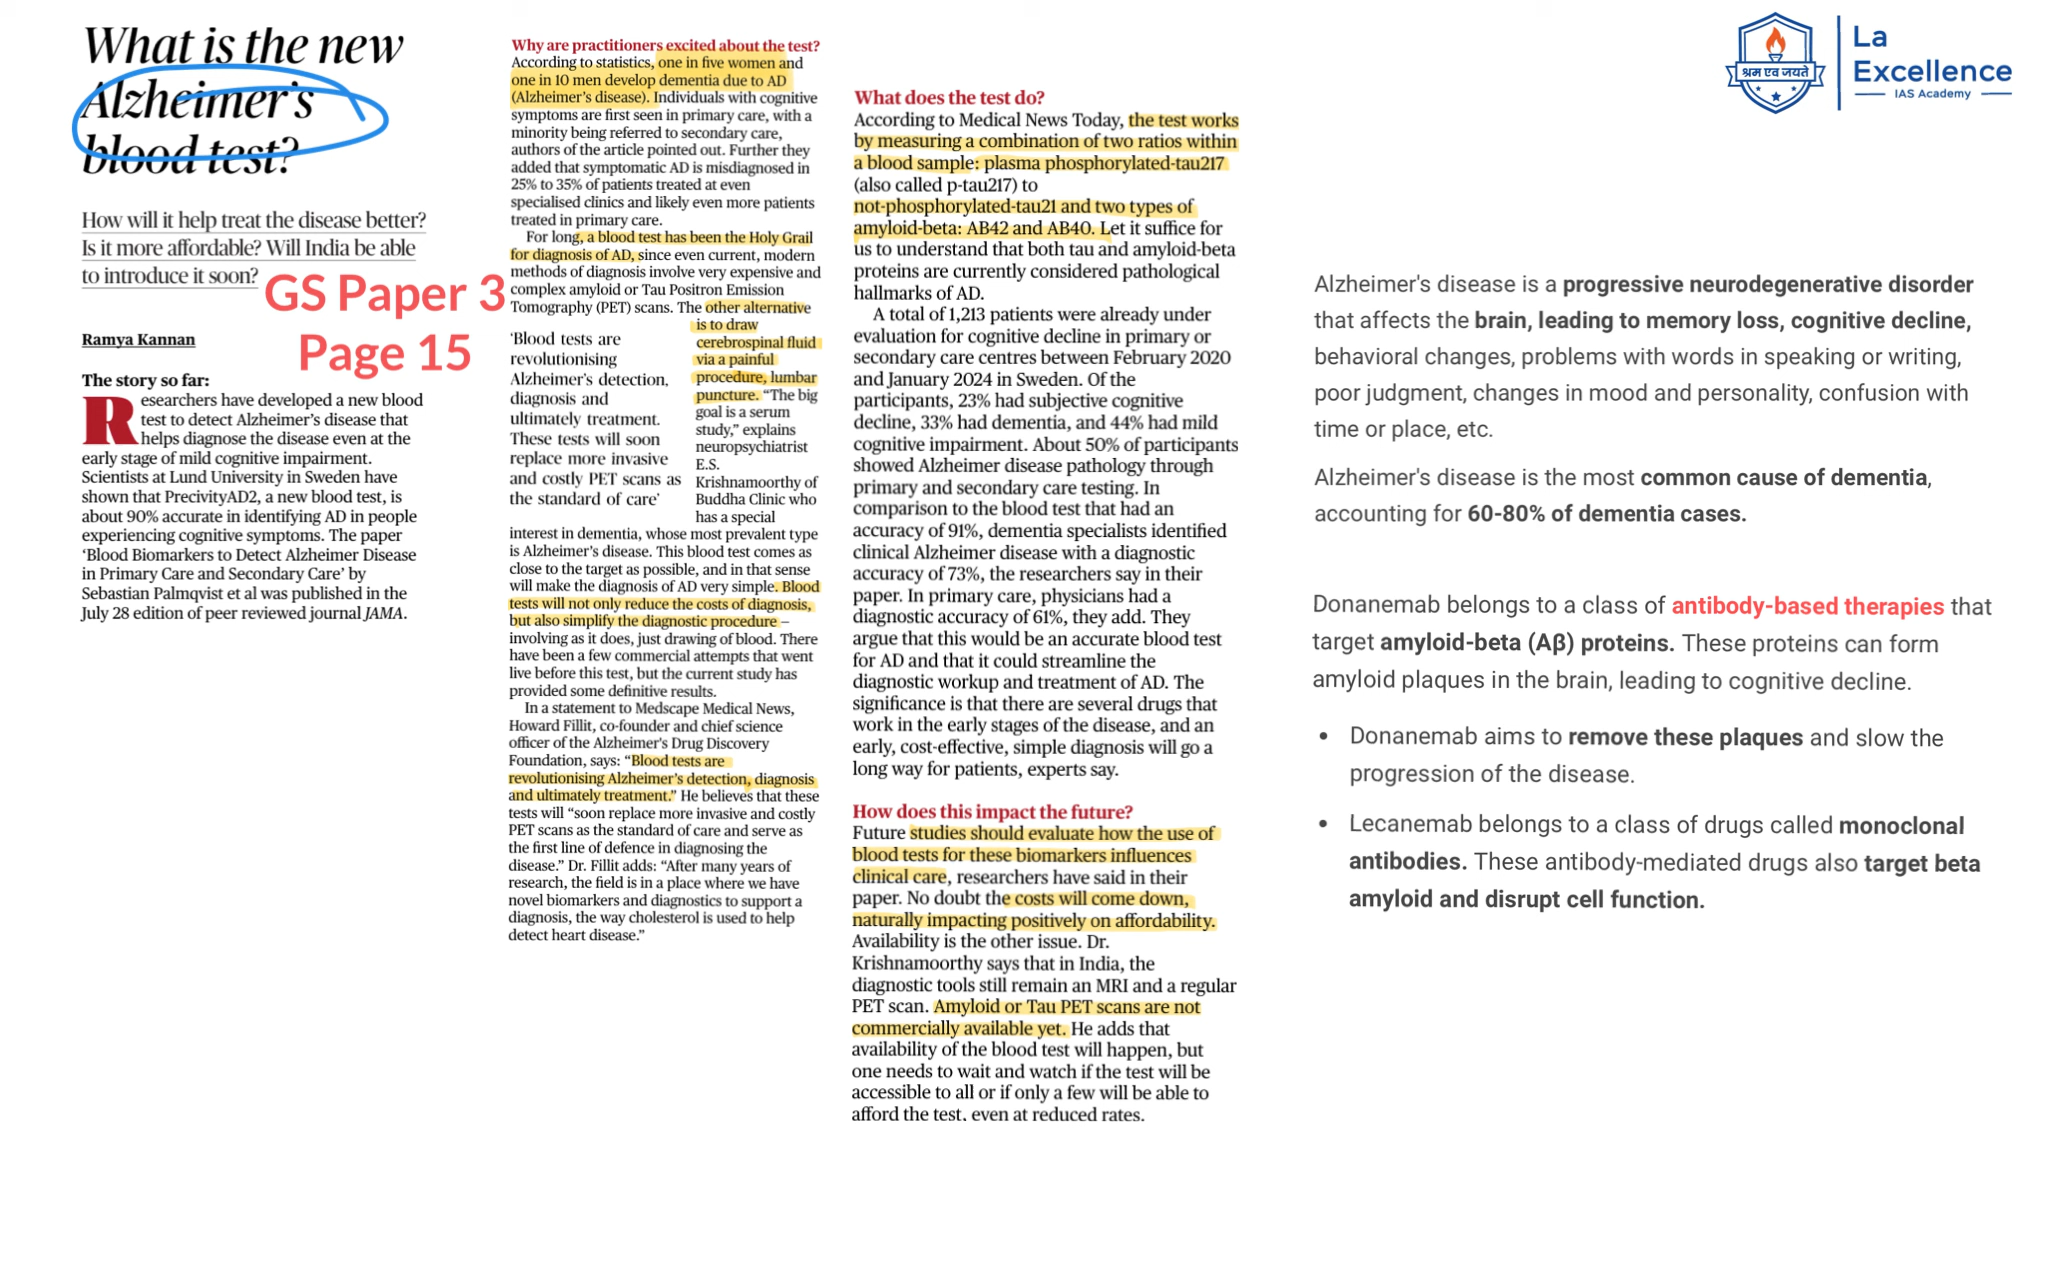 What is the new
Alzheimer's
blood test?
How will it help treat the disease better?
Is it more affordable? Will India be able
to introduce it soon?
GS Paper 3
Page 15
Ramya Kannan
The story so far:
Researchers have developed a new blood
test to detect Alzheimer's disease that
helps diagnose the disease even at the
early stage of mild cognitive impairment.
Scientists at Lund University in Sweden have
shown that PrecivityAD2, a new blood test, is
about 90% accurate in identifying AD in people
experiencing cognitive symptoms. The paper
'Blood Biomarkers to Detect Alzheimer Disease
in Primary Care and Secondary Care' by
Sebastian Palmqvist et al was published in the
July 28 edition of peer reviewed journal JAMA.
Why are practitioners excited about the test?
According to statistics, one in five women and
one in 10 men develop dementia due to AD
(Alzheimer's disease). Individuals with cognitive
symptoms are first seen in primary care, with a
minority being referred to secondary care,
authors of the article pointed out. Further they
added that symptomatic AD is misdiagnosed in
25% to 35% of patients treated at even
specialised clinics and likely even more patients
treated in primary care.
For long, a blood test has been the Holy Grail
for diagnosis of AD, since even current, modern
methods of diagnosis involve very expensive and
complex amyloid or Tau Positron Emission
Tomography (PET) scans. The other alternative
is to draw
cerebrospinal fluid
via a painful
procedure, lumbar
puncture. "The big
goal is a serum
study," explains
neuropsychiatrist
E.S.
Krishnamoorthy of
Buddha Clinic who
has a special
'Blood tests are
revolutionising
Alzheimer's detection,
diagnosis and
ultimately treatment.
These tests will soon
replace more invasive
and costly PET scans as
the standard of care'
interest in dementia, whose most prevalent type
is Alzheimer's disease. This blood test comes as
close to the target as possible, and in that sense
will make the diagnosis of AD very simple. Blood
tests will not only reduce the costs of diagnosis,
but also simplify the diagnostic procedure –
involving as it does, just drawing of blood. There
have been a few commercial attempts that went
live before this test, but the current study has
provided some definitive results.
In a statement to Medscape Medical News,
Howard Fillit, co-founder and chief science
officer of the Alzheimer's Drug Discovery
Foundation, says: "Blood tests are
revolutionising Alzheimer's detection, diagnosis
and ultimately treatment." He believes that these
tests will "soon replace more invasive and costly
PET scans as the standard of care and serve as
the first line of defence in diagnosing the
disease." Dr. Fillit adds: "After many years of
research, the field is in a place where we have
novel biomarkers and diagnostics to support a
diagnosis, the way cholesterol is used to help
detect heart disease."
What does the test do?
According to Medical News Today, the test works
by measuring a combination of two ratios within
a blood sample: plasma phosphorylated-tau217
(also called p-tau217) to
not-phosphorylated-tau21 and two types of
amyloid-beta: AB42 and AB40. Let it suffice for
us to understand that both tau and amyloid-beta
proteins are currently considered pathological
hallmarks of AD.
A total of 1,213 patients were already under
evaluation for cognitive decline in primary or
secondary care centres between February 2020
and January 2024 in Sweden. Of the
participants, 23% had subjective cognitive
decline, 33% had dementia, and 44% had mild
cognitive impairment. About 50% of participants
showed Alzheimer disease pathology through
primary and secondary care testing. In
comparison to the blood test that had an
accuracy of 91%, dementia specialists identified
clinical Alzheimer disease with a diagnostic
accuracy of 73%, the researchers say in their
paper. In primary care, physicians had a
diagnostic accuracy of 61%, they add. They
argue that this would be an accurate blood test
for AD and that it could streamline the
diagnostic workup and treatment of AD. The
significance is that there are several drugs that
work in the early stages of the disease, and an
early, cost-effective, simple diagnosis will go a
long way for patients, experts say.
How does this impact the future?
Future studies should evaluate how the use of
blood tests for these biomarkers influences
clinical care, researchers have said in their
paper. No doubt the costs will come down,
naturally impacting positively on affordability.
Availability is the other issue. Dr.
Krishnamoorthy says that in India, the
diagnostic tools still remain an MRI and a regular
PET scan. Amyloid or Tau PET scans are not
commercially available yet. He adds that
availability of the blood test will happen, but
one needs to wait and watch if the test will be
accessible to all or if only a few will be able to
afford the test, even at reduced rates.
श्रम एव जयते
La
Excellence
IAS Academy
Alzheimer's disease is a progressive neurodegenerative disorder
that affects the brain, leading to memory loss, cognitive decline,
behavioral changes, problems with words in speaking or writing,
poor judgment, changes in mood and personality, confusion with
time or place, etc.
Alzheimer's disease is the most common cause of dementia,
accounting for 60-80% of dementia cases.
Donanemab belongs to a class of antibody-based therapies that
target amyloid-beta (Aβ) proteins. These proteins can form
amyloid plaques in the brain, leading to cognitive decline.
• Donanemab aims to remove these plaques and slow the
progression of the disease.
• Lecanemab belongs to a class of drugs called monoclonal
antibodies. These antibody-mediated drugs also target beta
amyloid and disrupt cell function.